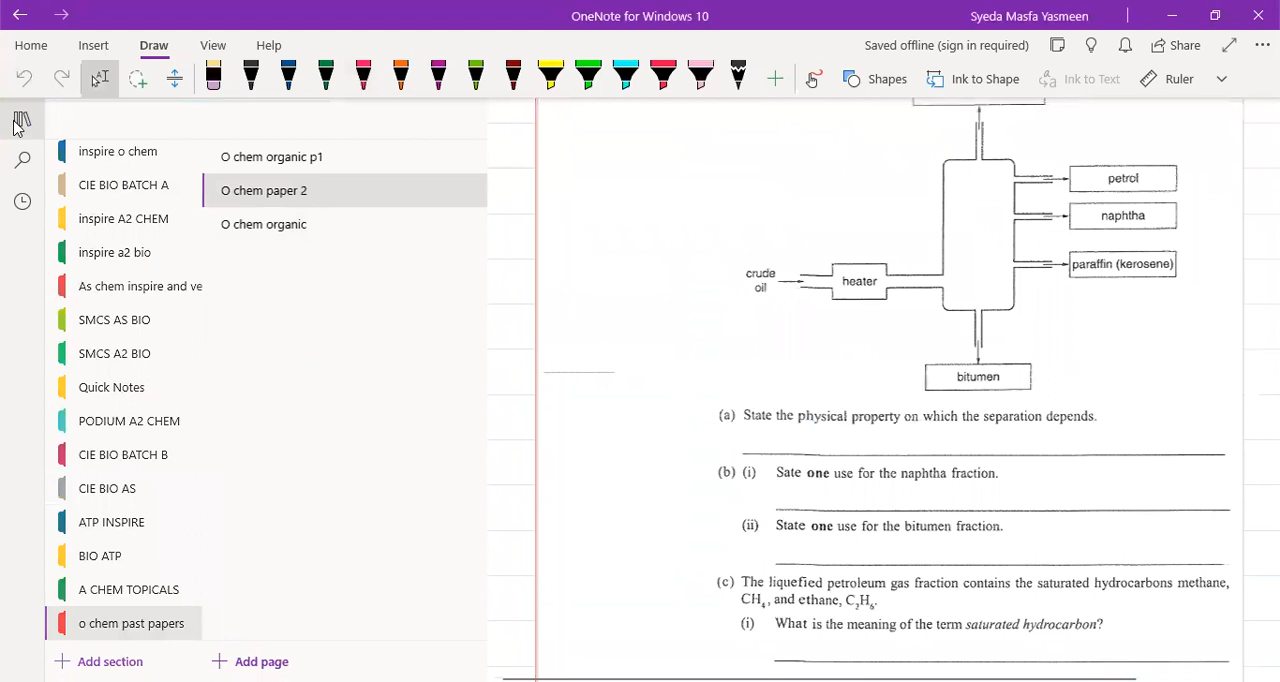 OneNote for Windows 10
Syeda Masfa Yasmeen
Home Insert Draw View Help
Saved offline (sign in required)
Share
Shapes
Ink to Shape
Ink to Text
Ruler
inspire o chem
CIE BIO BATCH A
inspire A2 CHEM
inspire a2 bio
As chem inspire and ve
SMCS AS BIO
SMCS A2 BIO
Quick Notes
PODIUM A2 CHEM
CIE BIO BATCH B
CIE BIO AS
ATP INSPIRE
BIO ATP
A CHEM TOPICALS
o chem past papers
Add section
O chem organic p1
O chem paper 2
O chem organic
Add page
petrol
naphtha
paraffin (kerosene)
crude
oil
heater
bitumen
(a) State the physical property on which the separation depends.
(b) (i) Sate one use for the naphtha fraction.
(ii) State one use for the bitumen fraction.
(c) The liquefied petroleum gas fraction contains the saturated hydrocarbons methane,
CH₄, and ethane, C₂H₆.
(i) What is the meaning of the term saturated hydrocarbon?